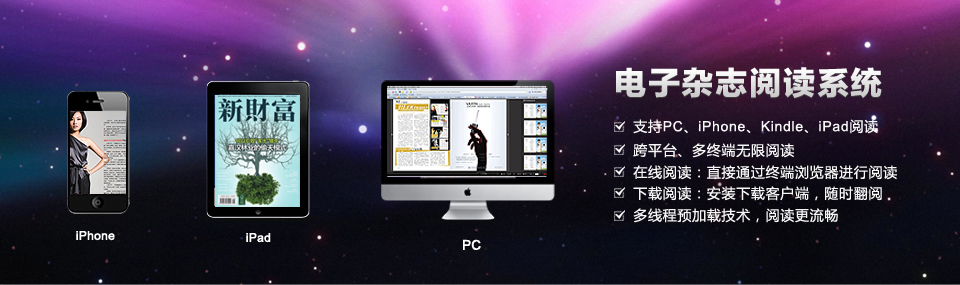 电子杂志阅读系统
支持PC、iPhone、Kindle、iPad阅读
跨平台、多终端无限阅读
在线阅读：直接通过终端浏览器进行阅读
下载阅读：安装下载客户端，随时翻阅
多线程预加载技术，阅读更流畅
新財富
iPhone
iPad
PC